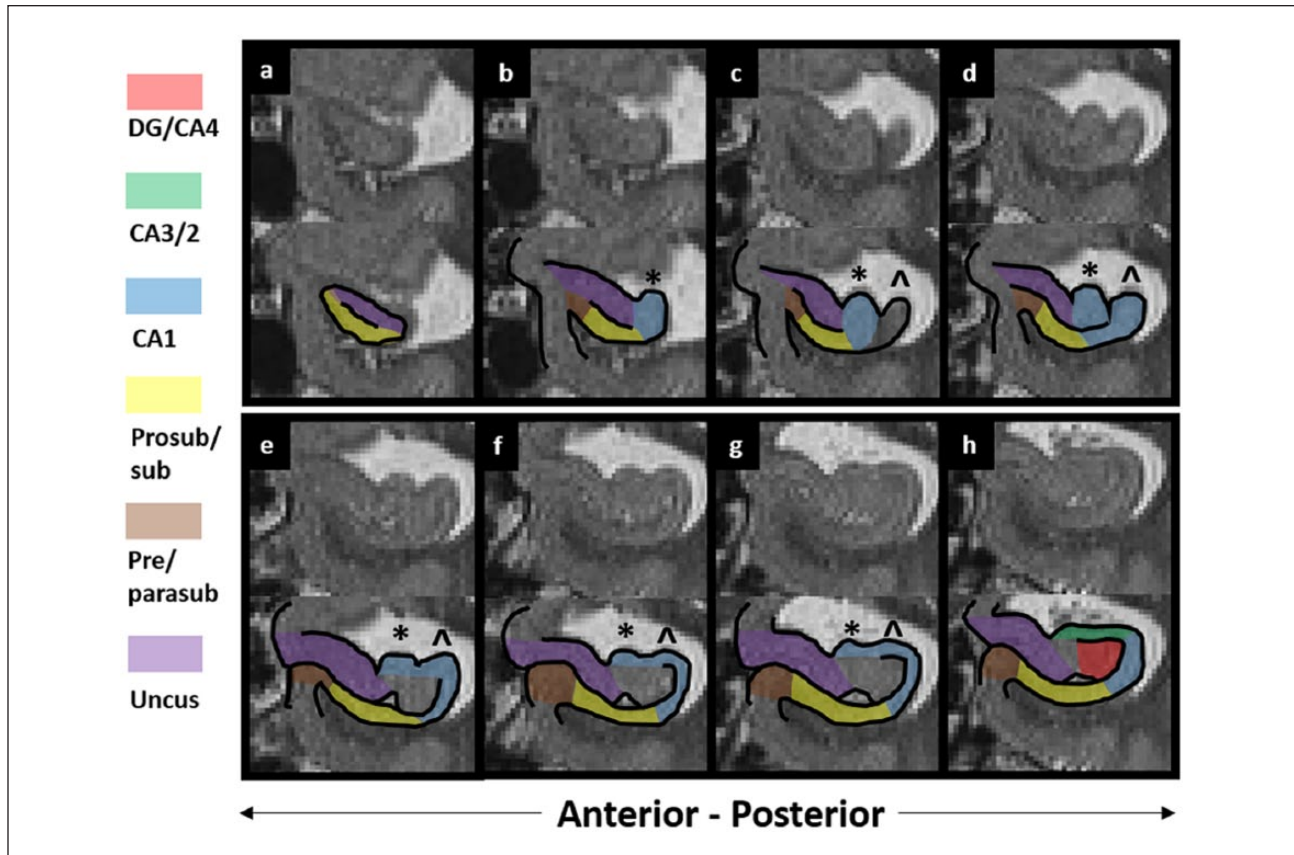 DG/CA4
CA3/2
CA1
Prosub/
sub
Pre/
parasub
Uncus
a
b
c
d
*
* ^
* ^
e
f
g
h
* ^
* ^
* ^
Anterior - Posterior